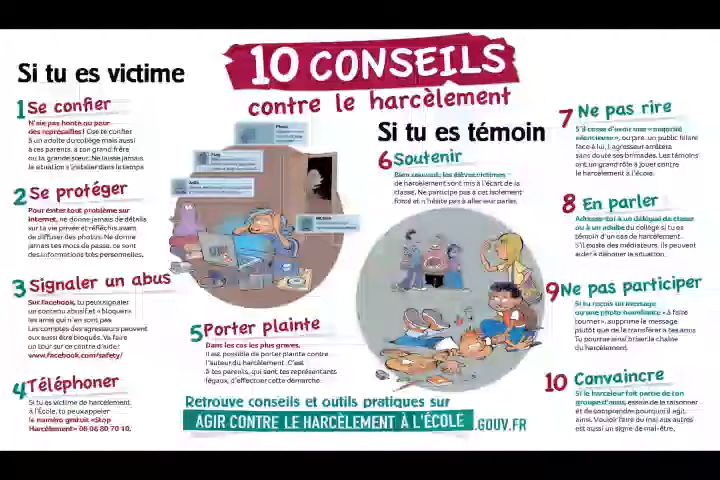 10 CONSEILS
contre le harcèlement
Si tu es victime
1 Se confier
N'aie pas honte ou peur
des représailles ! Ose te confier
à un adulte du collège mais aussi
à tes parents, à ton grand frère
ou ta grande sœur. Ne laisse jamais
la situation s'installer dans le temps
2 Se protéger
Pour éviter tout problème sur
Internet, ne donne jamais de détails
sur ta vie privée et réfléchis avant
de diffuser des photos. Ne donne
jamais tes mots de passe, ce sont
des informations très personnelles.
3 Signaler un abus
Sur Facebook, tu peux signaler
un contenu abusif et « bloquer »
les amis qui n'en sont pas.
Les comptes des agresseurs peuvent
eux aussi être bloqués. Va faire
un tour sur ce centre d'aide :
www.facebook.com/safety/
4 Téléphoner
Si tu es victime de harcèlement
à l'École, tu peux appeler
le numéro gratuit «Stop
Harcèlement» 08 08 80 70 10.
5 Porter plainte
Dans les cas les plus graves,
il est possible de porter plainte contre
l'auteur du harcèlement. C'est
à tes parents, qui sont tes représentants
légaux, d'effectuer cette démarche.
Si tu es témoin
6 Soutenir
Bien souvent, les élèves victimes
de harcèlement sont mis à l'écart de la
classe. Ne participe pas à cet isolement
forcé et n'hésite pas à aller leur parler.
7 Ne pas rire
S'il cesse d'avoir une « majorité
silencieuse », ou pire, un public hilare
face à lui, l'agresseur arrêtera
sans doute ses brimades. Les témoins
ont un grand rôle à jouer contre
le harcèlement à l'école.
8 En parler
Adresse-toi à un délégué de classe
ou à un adulte du collège si tu es
témoin d'un cas de harcèlement.
S'il existe des médiateurs, ils peuvent
aider à dénouer la situation.
9 Ne pas participer
Si tu reçois un message
ou une photo humiliante « à faire
tourner », supprime le message
plutôt que de le transférer à tes amis.
Tu pourras ainsi briser la chaîne
du harcèlement.
10 Convaincre
Si le harceleur fait partie de ton
groupe d'amis, essaie de le raisonner
et de comprendre pourquoi il agit
ainsi. Vouloir faire du mal aux autres
est aussi un signe de mal-être.
Retrouve conseils et outils pratiques sur
AGIR CONTRE LE HARCÈLEMENT À L'ÉCOLE .GOUV.FR